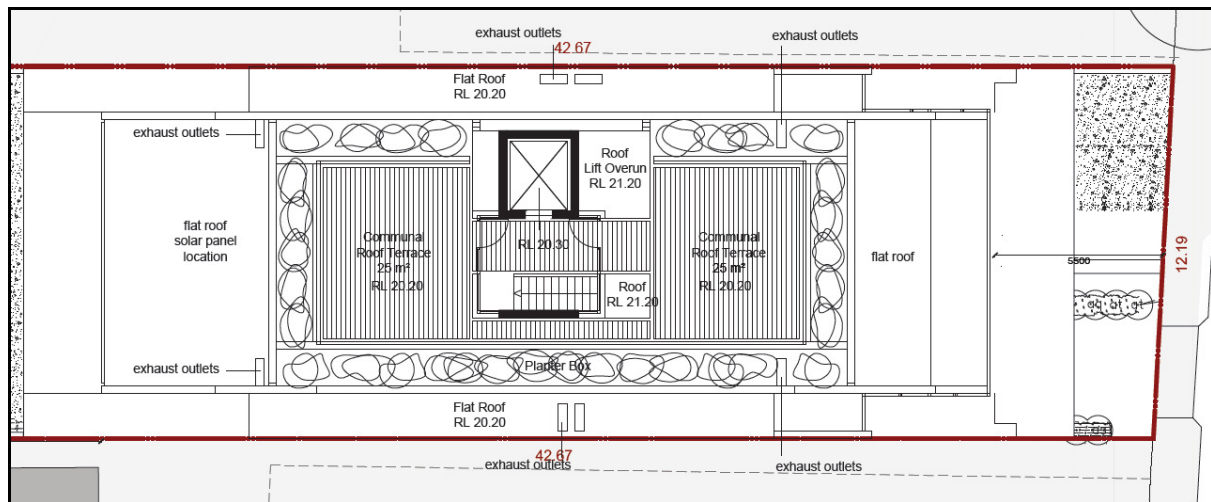 exhaust outlets
42.67
exhaust outlets
Flat Roof
RL 20.20
exhaust outlets
Roof
Lift Overun
RL 21.20
flat roof
solar panel
location
Communal
Roof Terrace
25 m²
RL 20.20
RL 20.30
Communal
Roof Terrace
25 m²
RL 20.20
flat roof
5500
12.19
Roof
RL 21.20
exhaust outlets
Planter Box
Flat Roof
RL 20.20
42.67
exhaust outlets
exhaust outlets